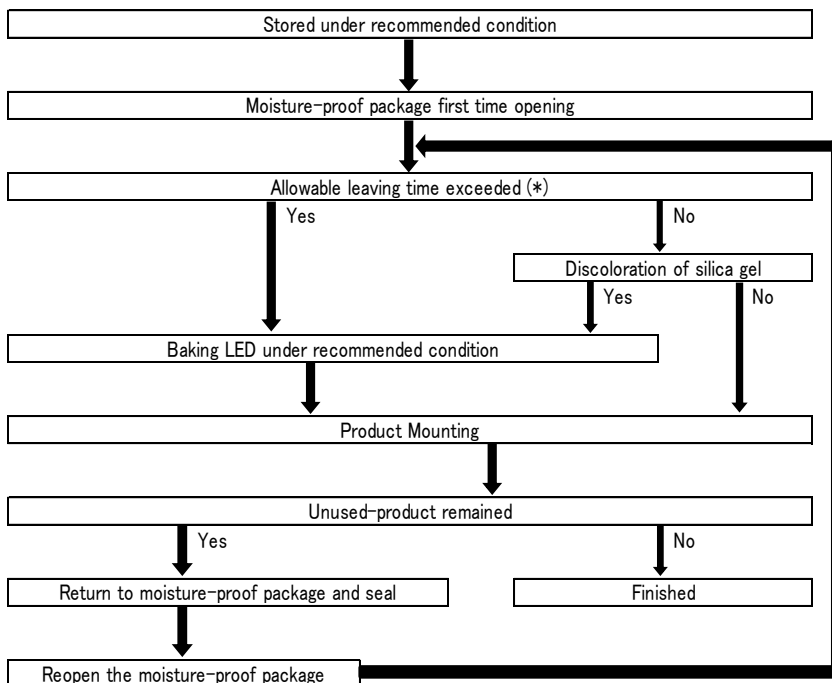 Stored under recommended condition
Moisture-proof package first time opening
Allowable leaving time exceeded (*)
Yes
No
Discoloration of silica gel
Yes
No
Baking LED under recommended condition
Product Mounting
Unused-product remained
Yes
No
Return to moisture-proof package and seal
Finished
Reopen the moisture-proof package